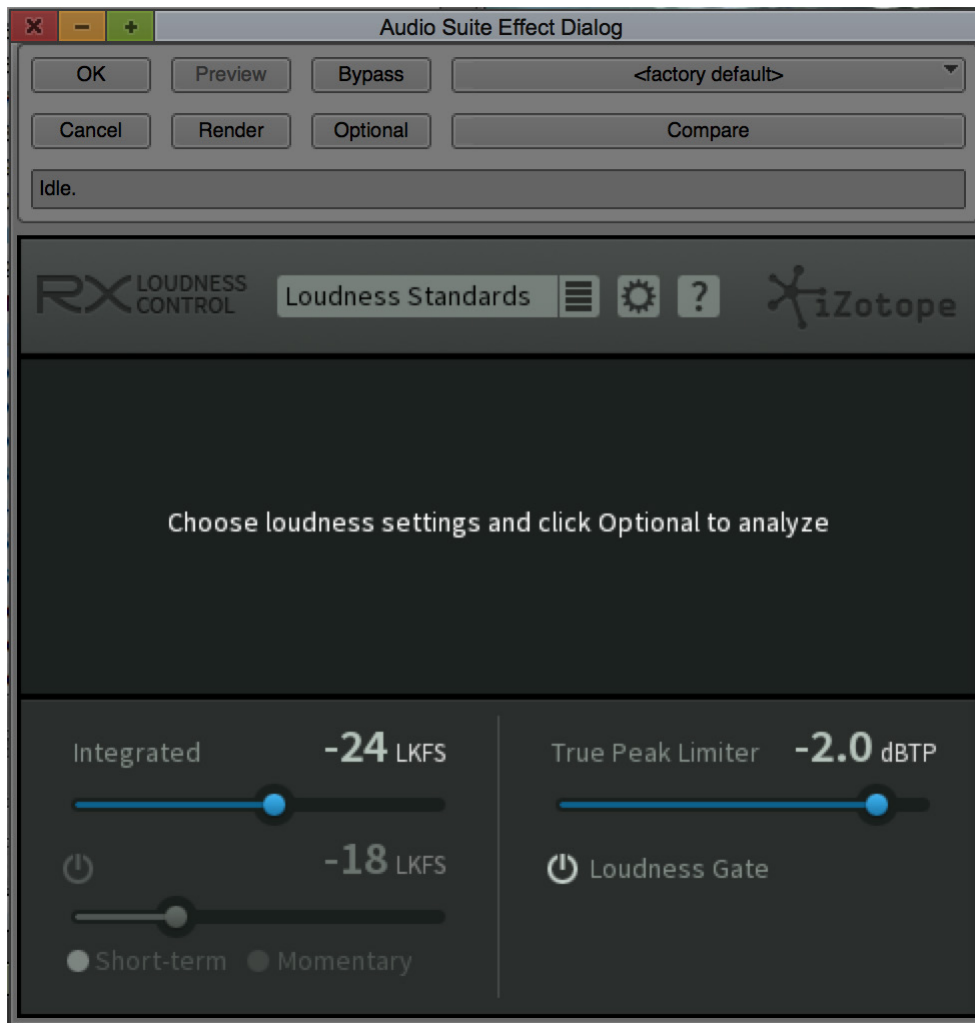 Audio Suite Effect Dialog
OK Preview Bypass <factory default>
Cancel Render Optional Compare
Idle.
RX LOUDNESS CONTROL Loudness Standards ? iZotope
Choose loudness settings and click Optional to analyze
Integrated -24 LKFS True Peak Limiter -2.0 dBTP
-18 LKFS Loudness Gate
Short-term Momentary